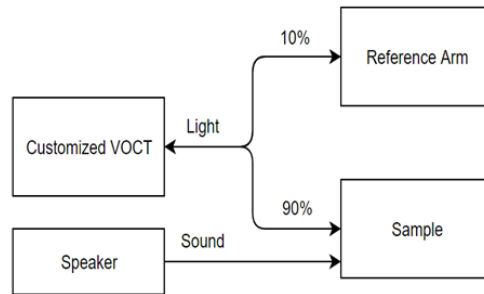 10%
Reference Arm
Light
Customized VOCT
90%
Sample
Sound
Speaker